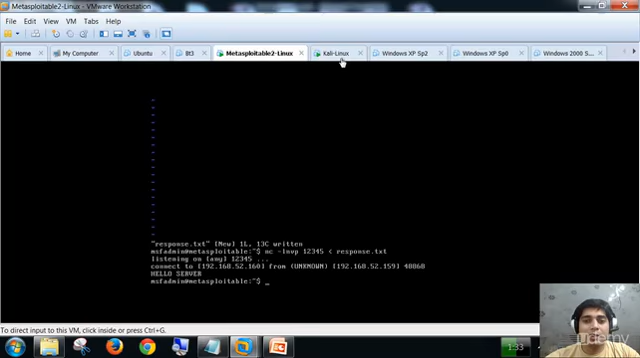 Metasploitable2-Linux - VMware Workstation
File Edit View VM Tabs Help
Home My Computer Ubuntu Bt3 Metasploitable2-Linux Kali-Linux Windows XP Sp2 Windows XP Sp0 Windows 2000 S...
"response.txt" [New] 1L, 13C written
msfadmin@metasploitable:~$ nc -lnvp 12345 < response.txt
listening on [any] 12345 ...
connect to [192.168.52.160] from (UNKNOWN) [192.168.52.159] 40860
HELLO SERVER
msfadmin@metasploitable:~$ _
To direct input to this VM, click inside or press Ctrl+G.
1:33
udemy